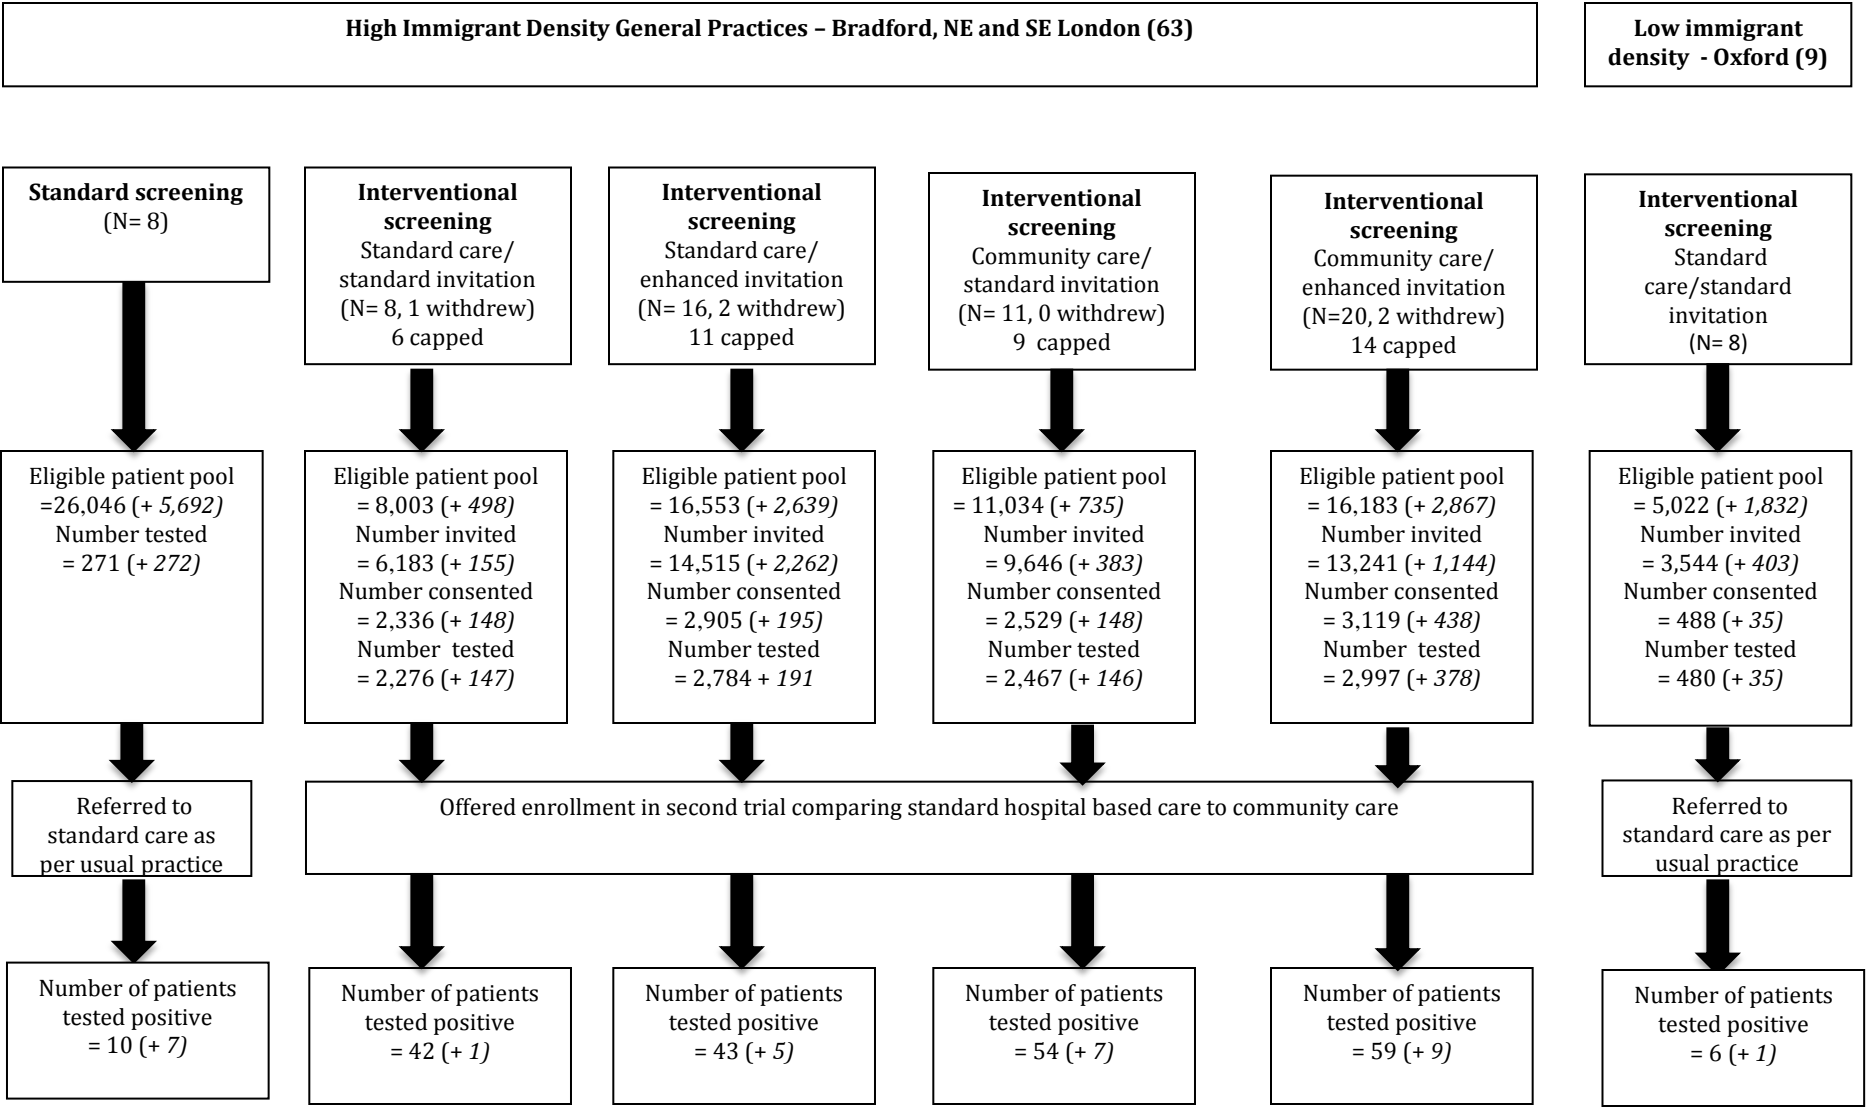 High Immigrant Density General Practices – Bradford, NE and SE London (63)
Low immigrant
density - Oxford (9)
Standard screening
(N= 8)
Interventional
screening
Standard care/
standard invitation
(N= 8, 1 withdrew)
6 capped
Interventional
screening
Standard care/
enhanced invitation
(N= 16, 2 withdrew)
11 capped
Interventional
screening
Community care/
standard invitation
(N= 11, 0 withdrew)
9 capped
Interventional
screening
Community care/
enhanced invitation
(N=20, 2 withdrew)
14 capped
Interventional
screening
Standard
care/standard
invitation
(N= 8)
Eligible patient pool
=26,046 (+ 5,692)
Number tested
= 271 (+ 272)
Eligible patient pool
= 8,003 (+ 498)
Number invited
= 6,183 (+ 155)
Number consented
= 2,336 (+ 148)
Number tested
= 2,276 (+ 147)
Eligible patient pool
= 16,553 (+ 2,639)
Number invited
= 14,515 (+ 2,262)
Number consented
= 2,905 (+ 195)
Number tested
= 2,784 + 191
Eligible patient pool
= 11,034 (+ 735)
Number invited
= 9,646 (+ 383)
Number consented
= 2,529 (+ 148)
Number tested
= 2,467 (+ 146)
Eligible patient pool
= 16,183 (+ 2,867)
Number invited
= 13,241 (+ 1,144)
Number consented
= 3,119 (+ 438)
Number tested
= 2,997 (+ 378)
Eligible patient pool
= 5,022 (+ 1,832)
Number invited
= 3,544 (+ 403)
Number consented
= 488 (+ 35)
Number tested
= 480 (+ 35)
Referred to
standard care as
per usual practice
Offered enrollment in second trial comparing standard hospital based care to community care
Referred to
standard care as per
usual practice
Number of patients
tested positive
= 10 (+ 7)
Number of patients
tested positive
= 42 (+ 1)
Number of patients
tested positive
= 43 (+ 5)
Number of patients
tested positive
= 54 (+ 7)
Number of patients
tested positive
= 59 (+ 9)
Number of patients
tested positive
= 6 (+ 1)